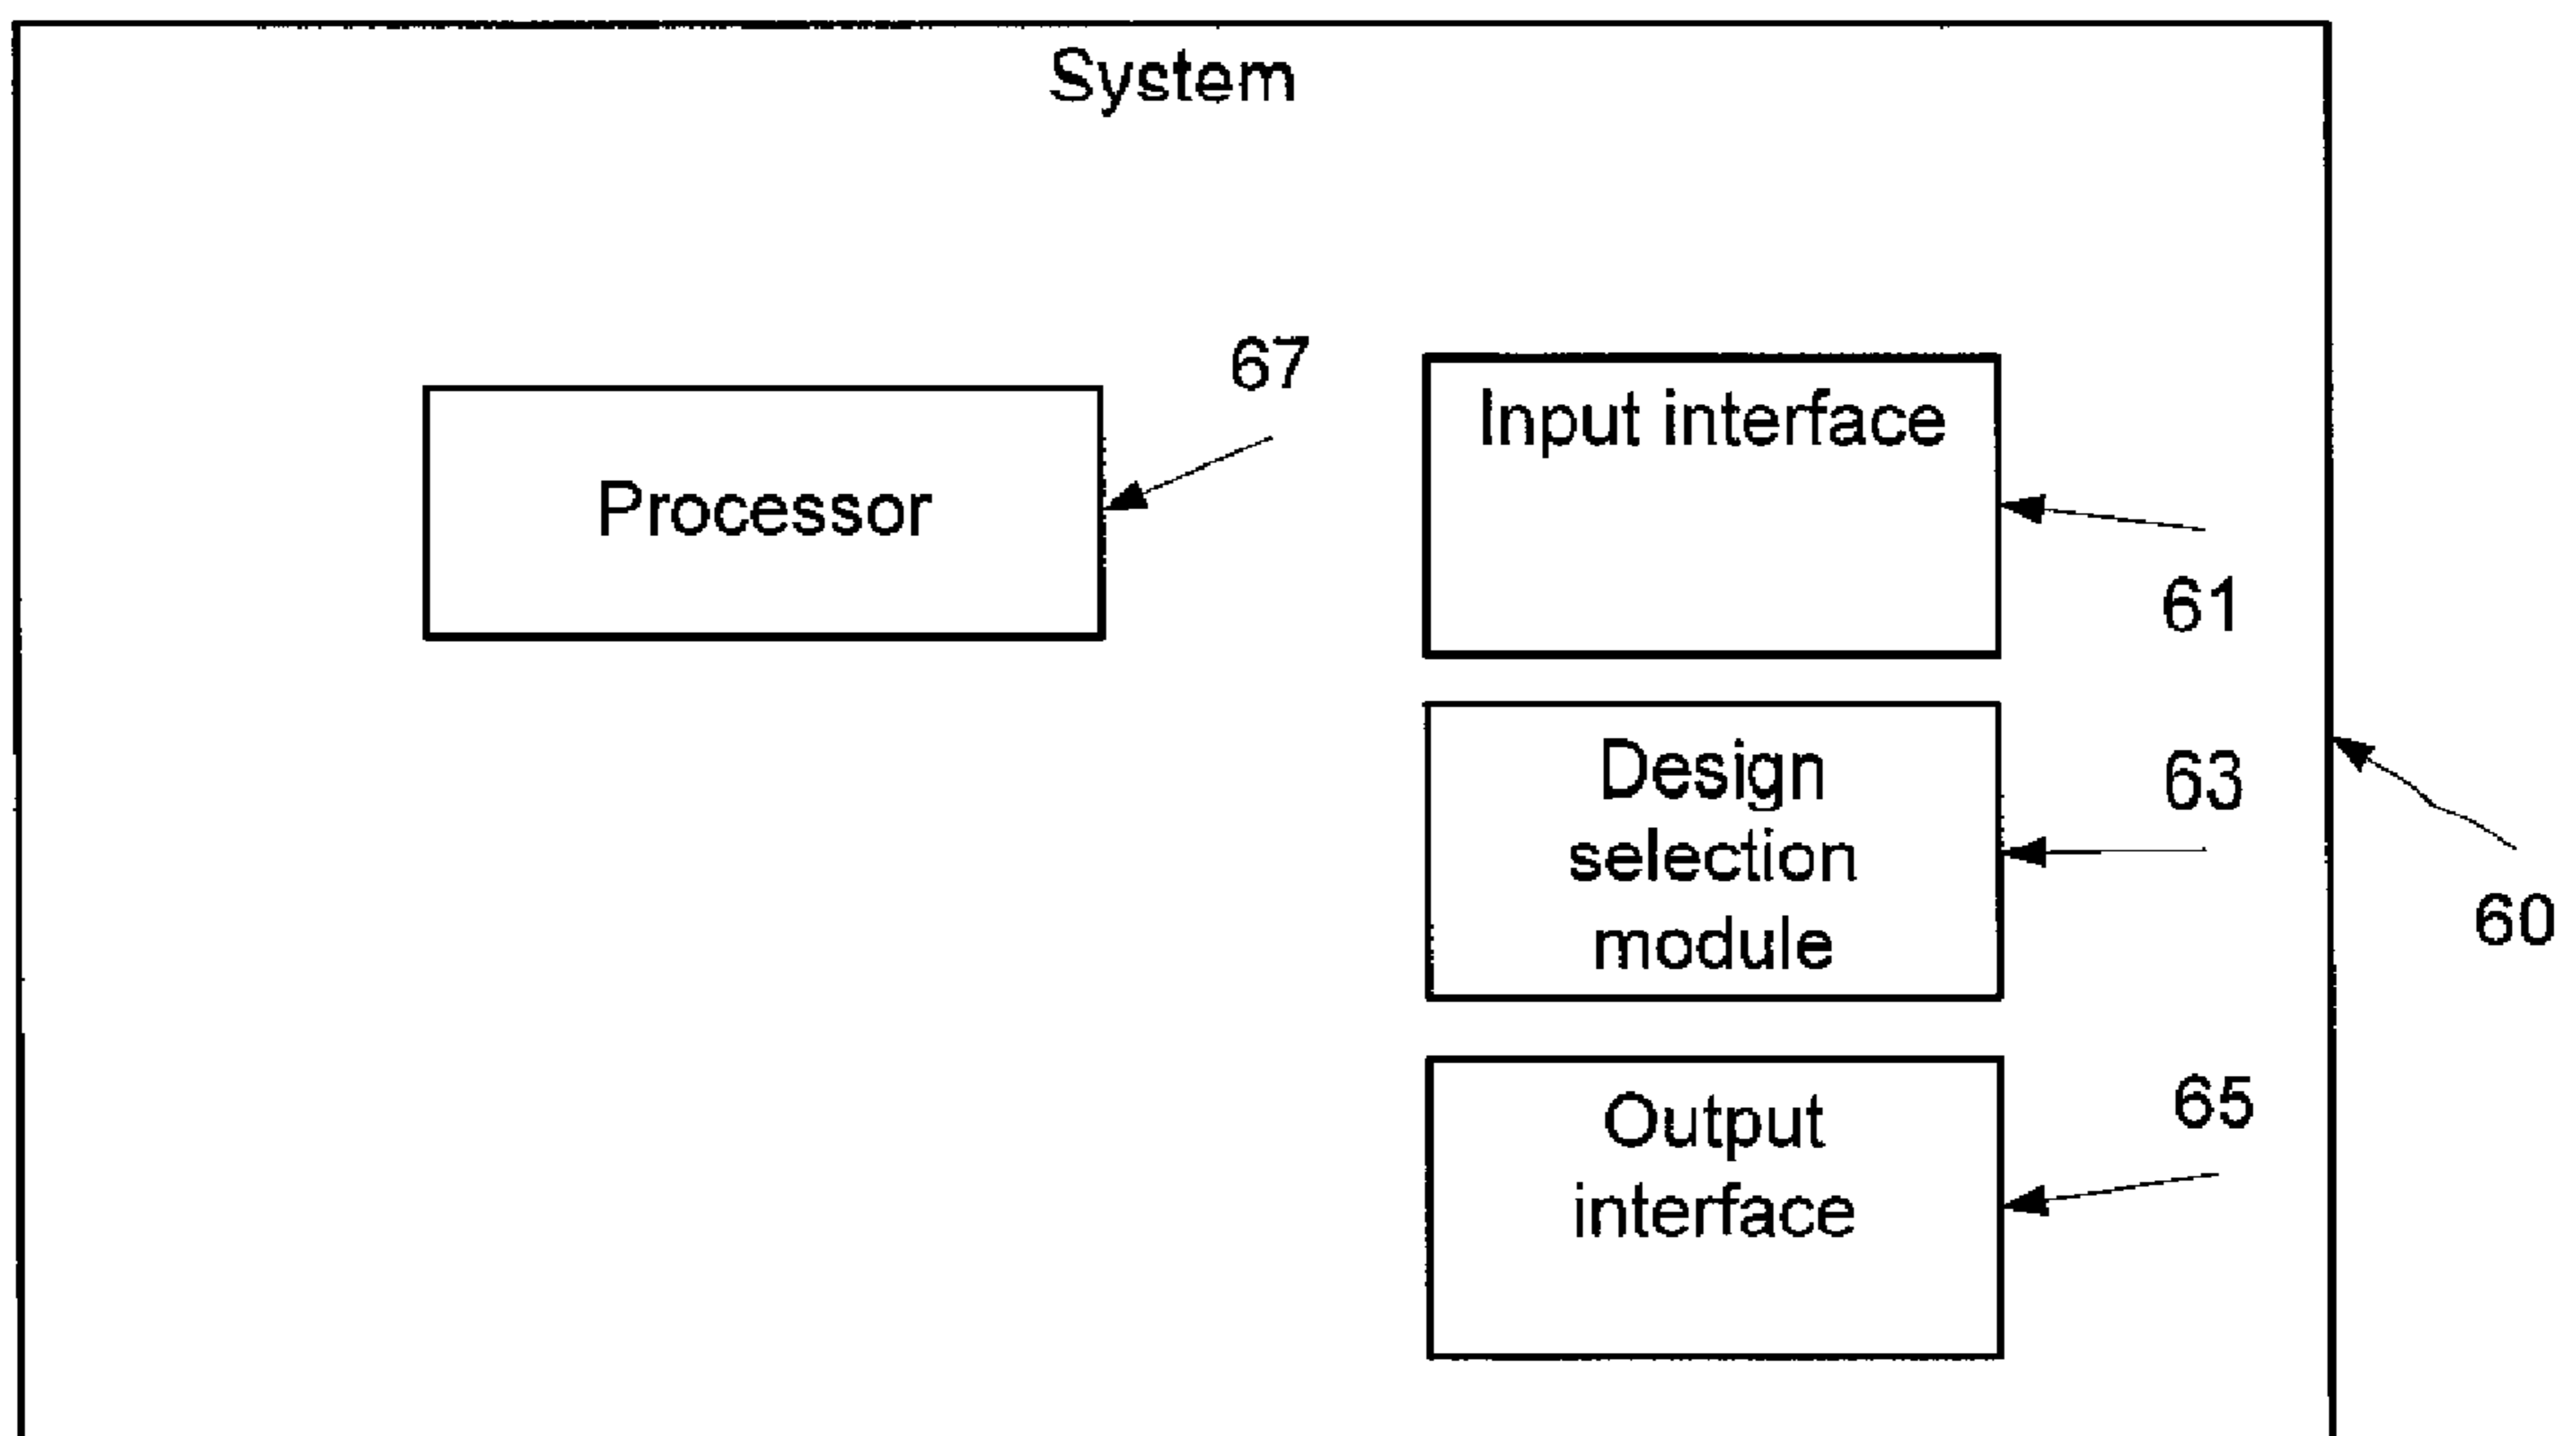 System
67
Processor
Input interface
61
Design
selection
module
63
60
Output
interface
65